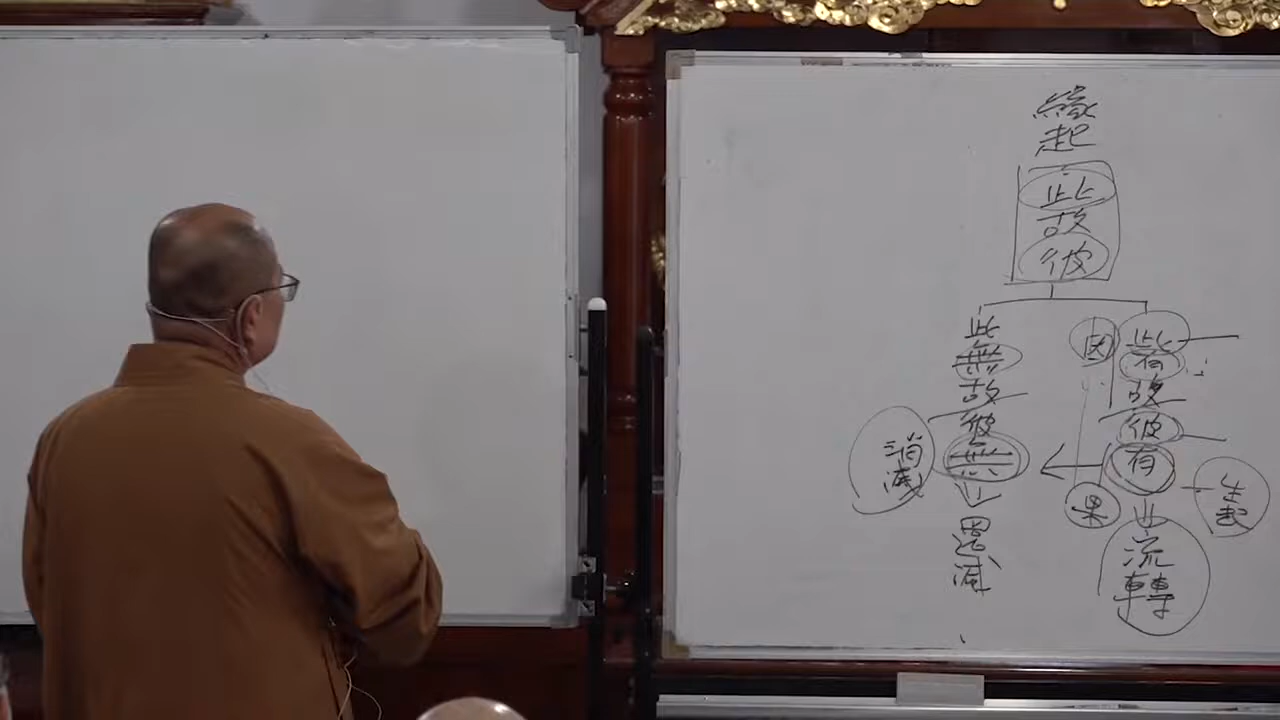 緣起
此故彼
此有故彼有
因
果
生起
流轉
此無故彼無
消滅
還滅